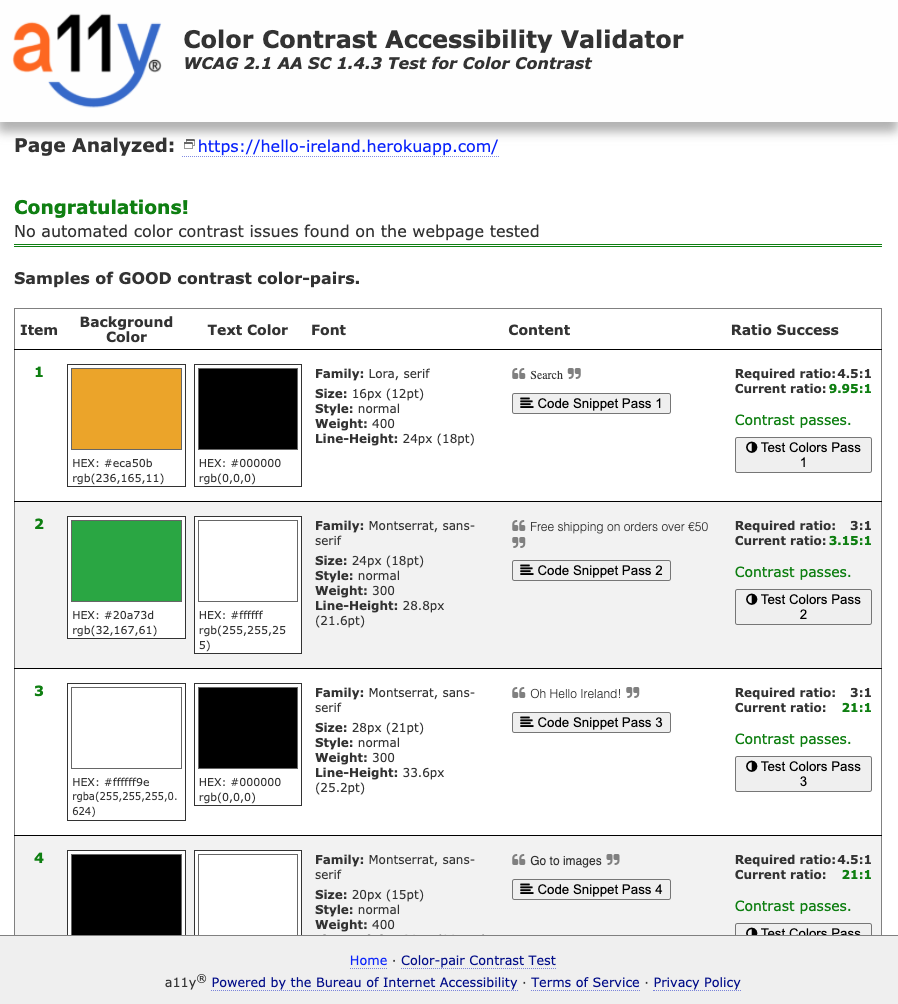 a11y®
Color Contrast Accessibility Validator
WCAG 2.1 AA SC 1.4.3 Test for Color Contrast
Page Analyzed: https://hello-ireland.herokuapp.com/
Congratulations!
No automated color contrast issues found on the webpage tested
Samples of GOOD contrast color-pairs.
Item Background Color Text Color Font Content Ratio Success
1
HEX: #eca50b
rgb(236,165,11)
HEX: #000000
rgb(0,0,0)
Family: Lora, serif
Size: 16px (12pt)
Style: normal
Weight: 400
Line-Height: 24px (18pt)
❝ Search ❞
Code Snippet Pass 1
Required ratio: 4.5:1
Current ratio: 9.95:1
Contrast passes.
Test Colors Pass
1
2
HEX: #20a73d
rgb(32,167,61)
HEX: #ffffff
rgb(255,255,25
5)
Family: Montserrat, sans-
serif
Size: 24px (18pt)
Style: normal
Weight: 300
Line-Height: 28.8px
(21.6pt)
❝ Free shipping on orders over €50
❞
Code Snippet Pass 2
Required ratio: 3:1
Current ratio: 3.15:1
Contrast passes.
Test Colors Pass
2
3
HEX: #ffffff9e
rgba(255,255,255,0.
624)
HEX: #000000
rgb(0,0,0)
Family: Montserrat, sans-
serif
Size: 28px (21pt)
Style: normal
Weight: 300
Line-Height: 33.6px
(25.2pt)
❝ Oh Hello Ireland! ❞
Code Snippet Pass 3
Required ratio: 3:1
Current ratio: 21:1
Contrast passes.
Test Colors Pass
3
4
Family: Montserrat, sans-
serif
Size: 20px (15pt)
Style: normal
Weight: 400
❝ Go to images ❞
Code Snippet Pass 4
Required ratio: 4.5:1
Current ratio: 21:1
Contrast passes.
Test Colors Pass
Home · Color-pair Contrast Test
a11y® Powered by the Bureau of Internet Accessibility · Terms of Service · Privacy Policy